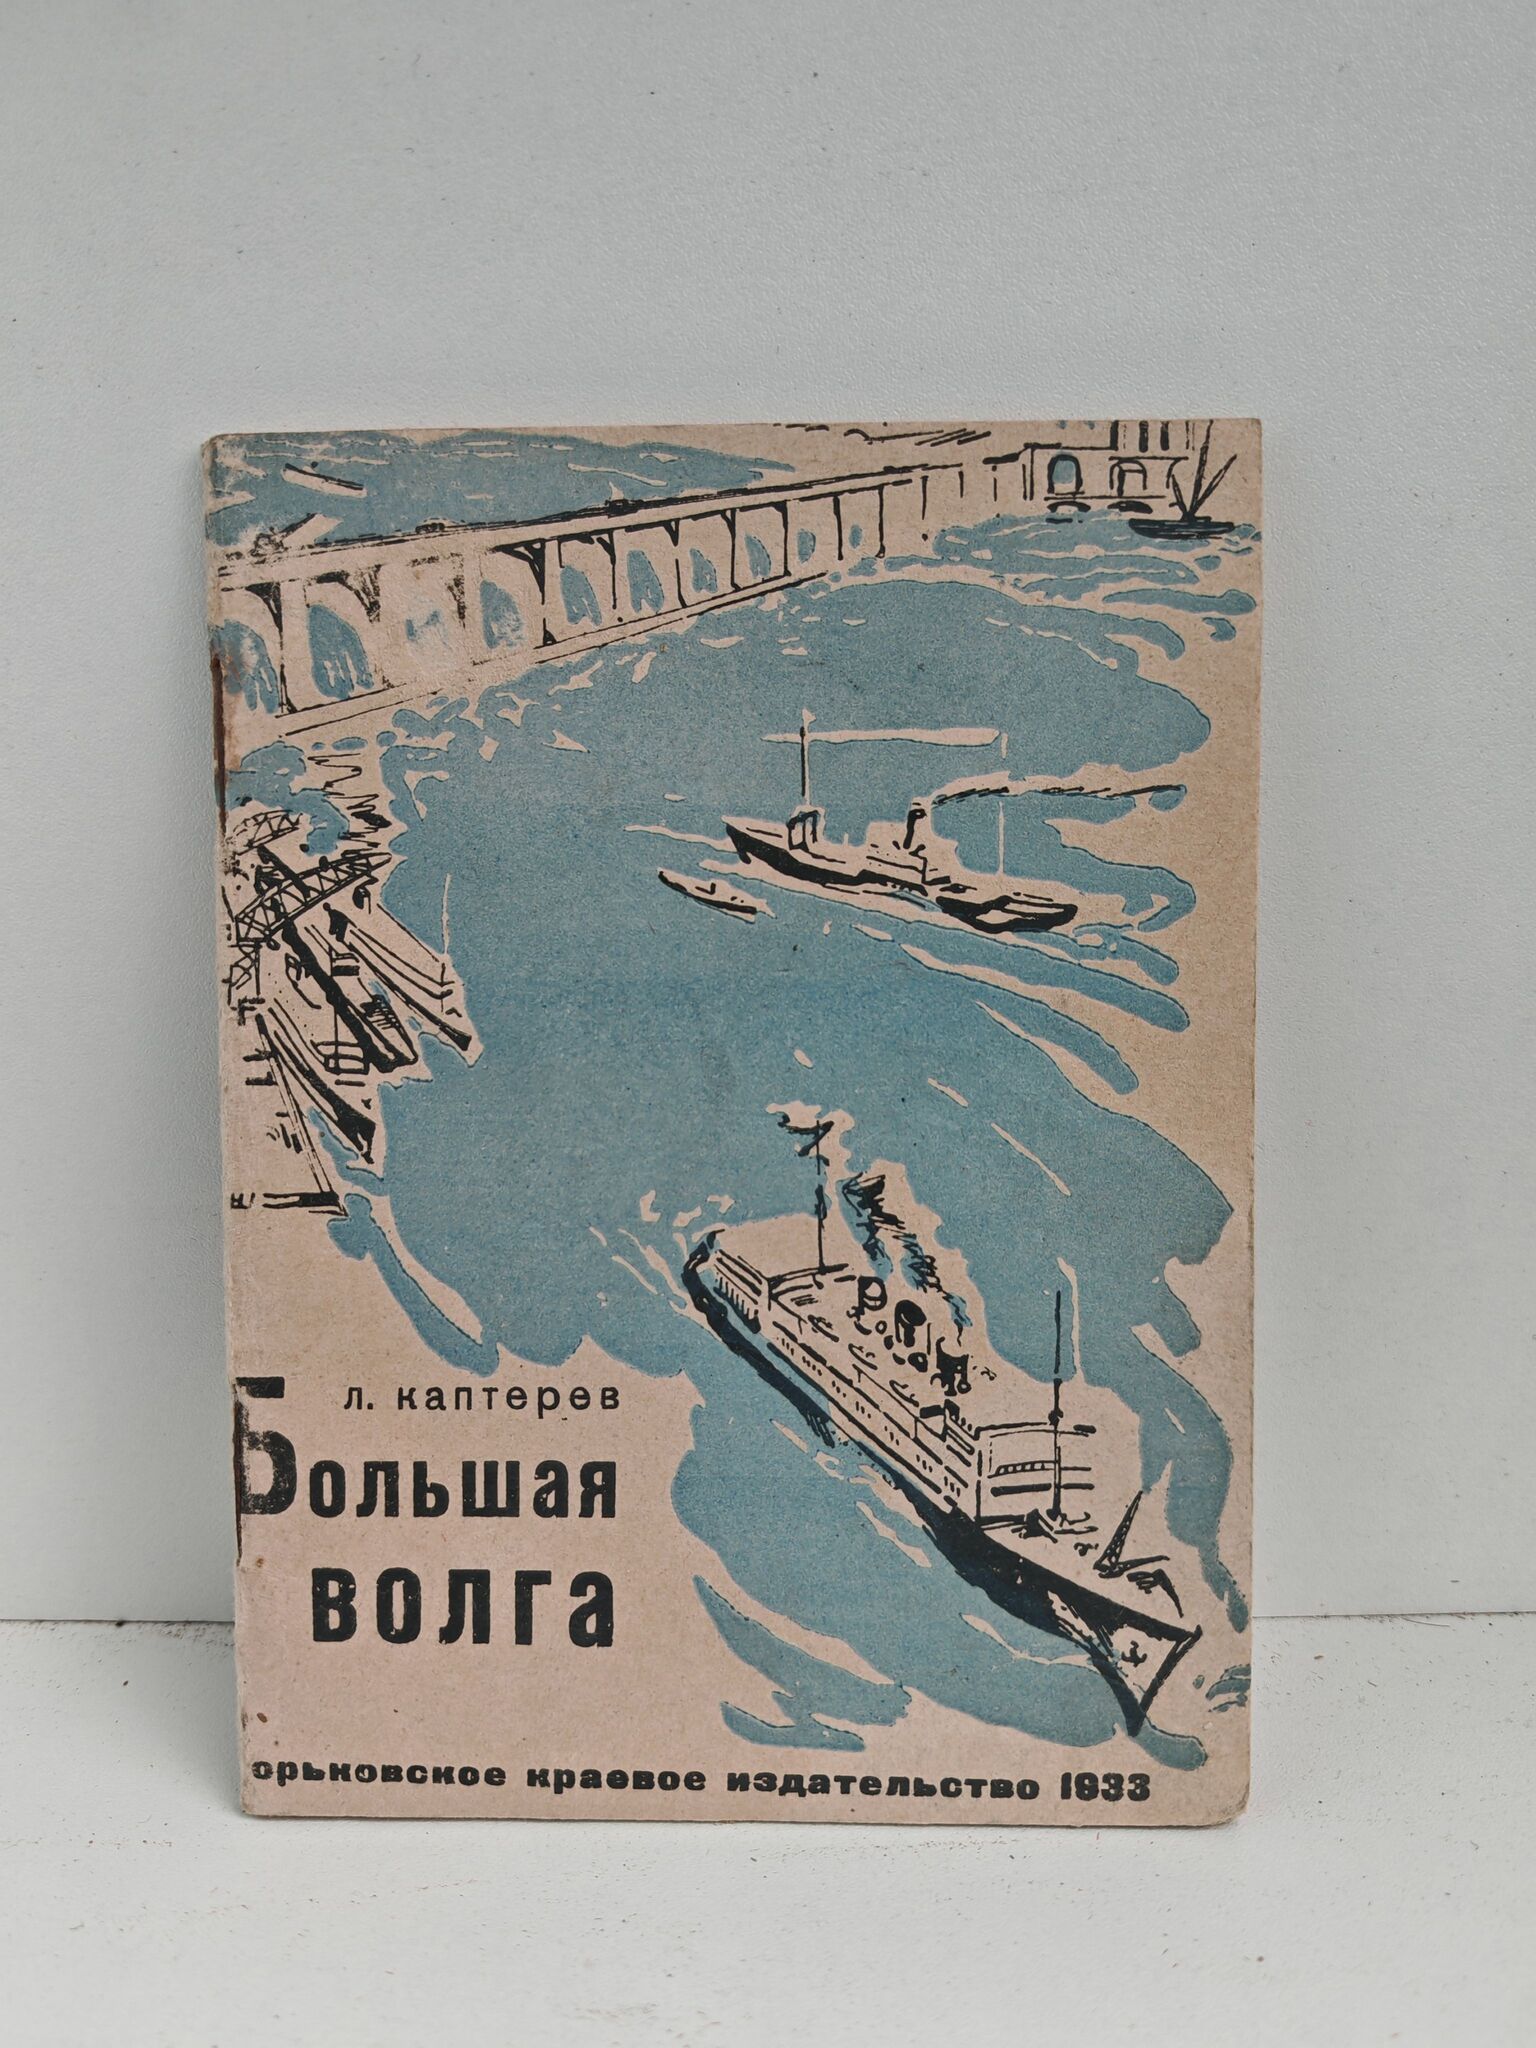 л. каптерев
Большая
волга
орьковское краевое издательство 1933